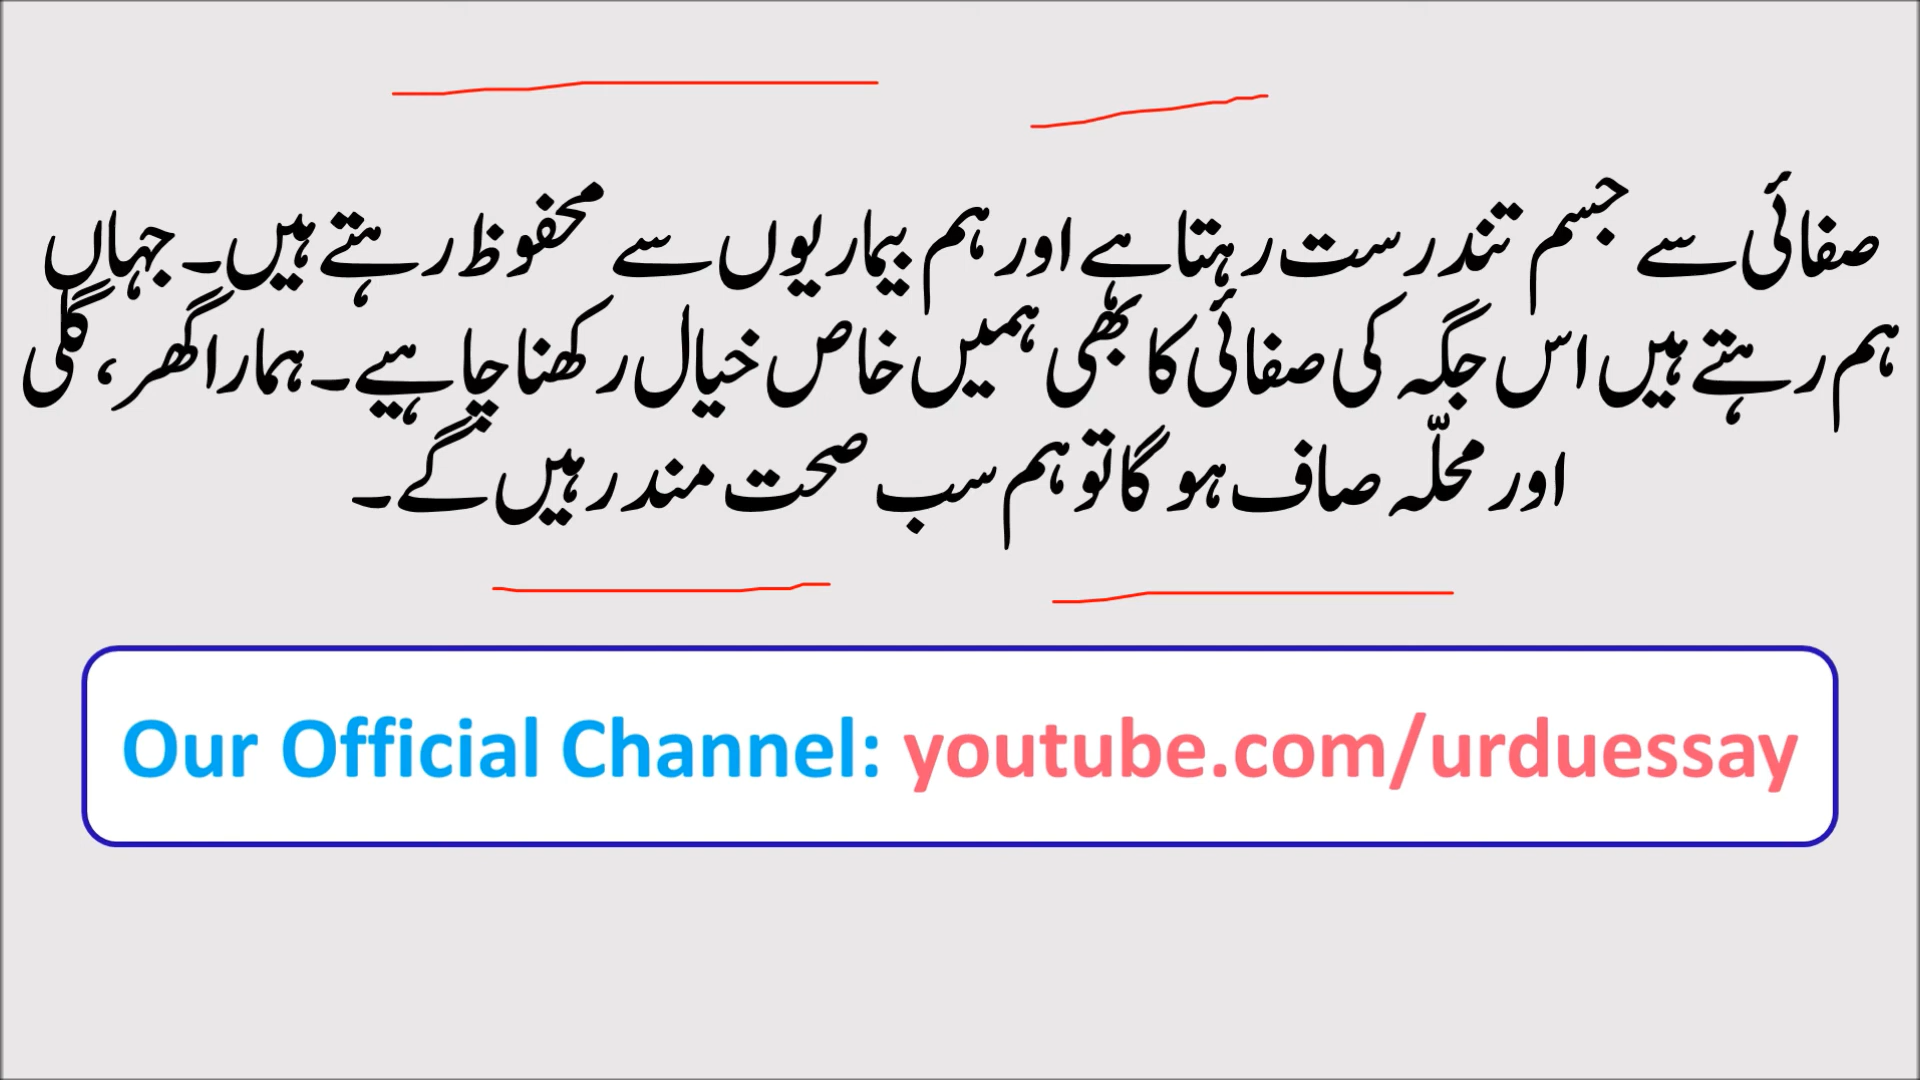 صفائی سے جسم تندرست رہتا ہے اور ہم بیماریوں سے محفوظ رہتے ہیں۔ جہاں
ہم رہتے ہیں اس جگہ کی صفائی کا بھی ہمیں خاص خیال رکھنا چاہیے۔ ہمارا گھر، گلی
اور محلّہ صاف ہو گا تو ہم سب صحت مند رہیں گے۔
Our Official Channel: youtube.com/urduessay